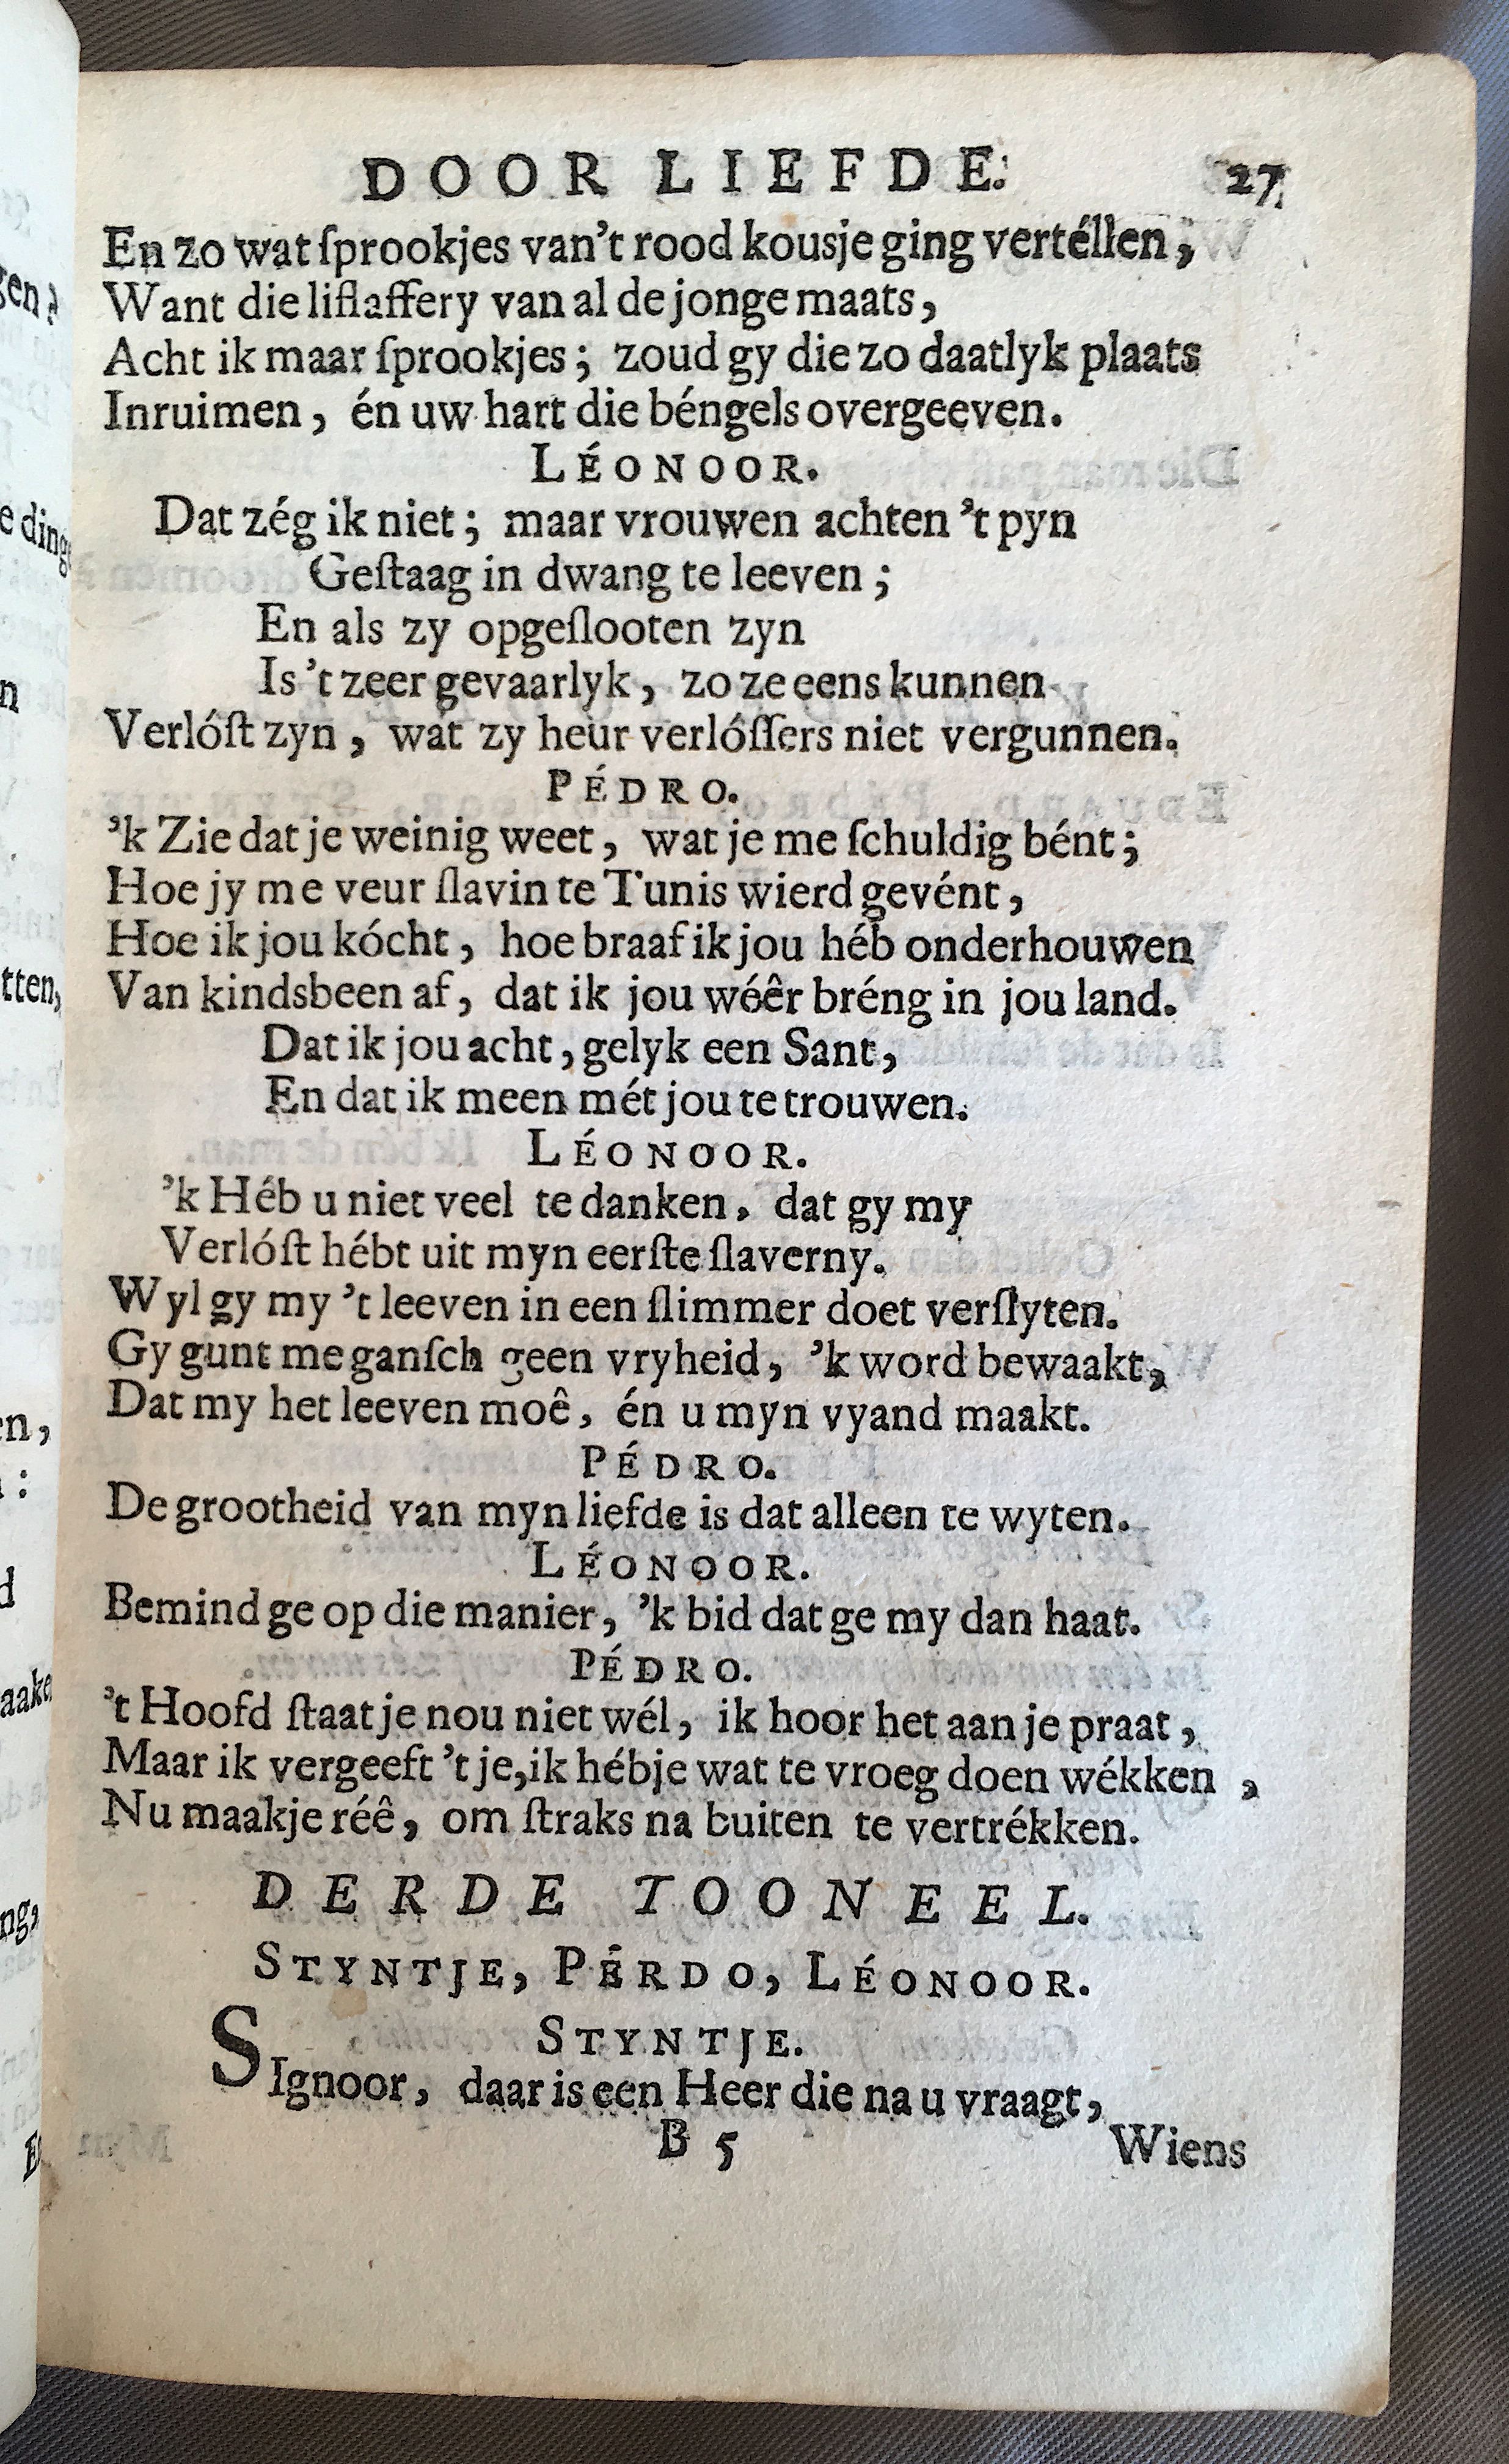 DOOR LIEFDE. 27
En zo wat ſprookjes van't rood kousje ging vertéllen,
Want die liflaffery van al de jonge maats,
Acht ik maar ſprookjes; zoud gy die zo daatlyk plaats
Inruimen, én uw hart die béngels overgeeven.
LÉONOOR.
Dat zég ik niet; maar vrouwen achten 't pyn
Geſtaag in dwang te leeven;
En als zy opgeſlooten zyn
Is 't zeer gevaarlyk, zo ze eens kunnen
Verlóſt zyn, wat zy heur verlóſſers niet vergunnen.
PÉDRO.
'k Zie dat je weinig weet, wat je me ſchuldig bént;
Hoe jy me veur ſlavin te Tunis wierd gevént,
Hoe ik jou kócht, hoe braaf ik jou héb onderhouwen
Van kindsbeen af, dat ik jou wéêr bréng in jou land.
Dat ik jou acht, gelyk een Sant,
En dat ik meen mét jou te trouwen.
LÉONOOR.
'k Héb u niet veel te danken, dat gy my
Verlóſt hébt uit myn eerſte ſlaverny.
Wyl gy my 't leeven in een ſlimmer doet verſlyten.
Gy gunt me ganſch geen vryheid, 'k word bewaakt,
Dat my het leeven moê, én u myn vyand maakt.
PÉDRO.
De grootheid van myn liefde is dat alleen te wyten.
LÉONOOR.
Bemind ge op die manier, 'k bid dat ge my dan haat.
PÉDRO.
't Hoofd ſtaat je nou niet wél, ik hoor het aan je praat,
Maar ik vergeeft 't je, ik hébje wat te vroeg doen wékken,
Nu maakje réê, om ſtraks na buiten te vertrékken.
DERDE TOONEEL.
STYNTJE, PÉRDO, LÉONOOR.
STYNTJE.
SIgnoor, daar is een Heer die na u vraagt,
B 5 Wiens